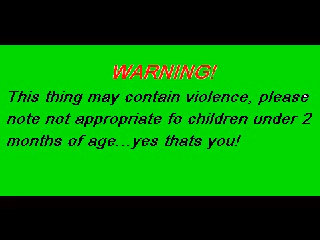 WARNING!
This thing may contain violence, please
note not appropriate fo children under 2
months of age...yes thats you!